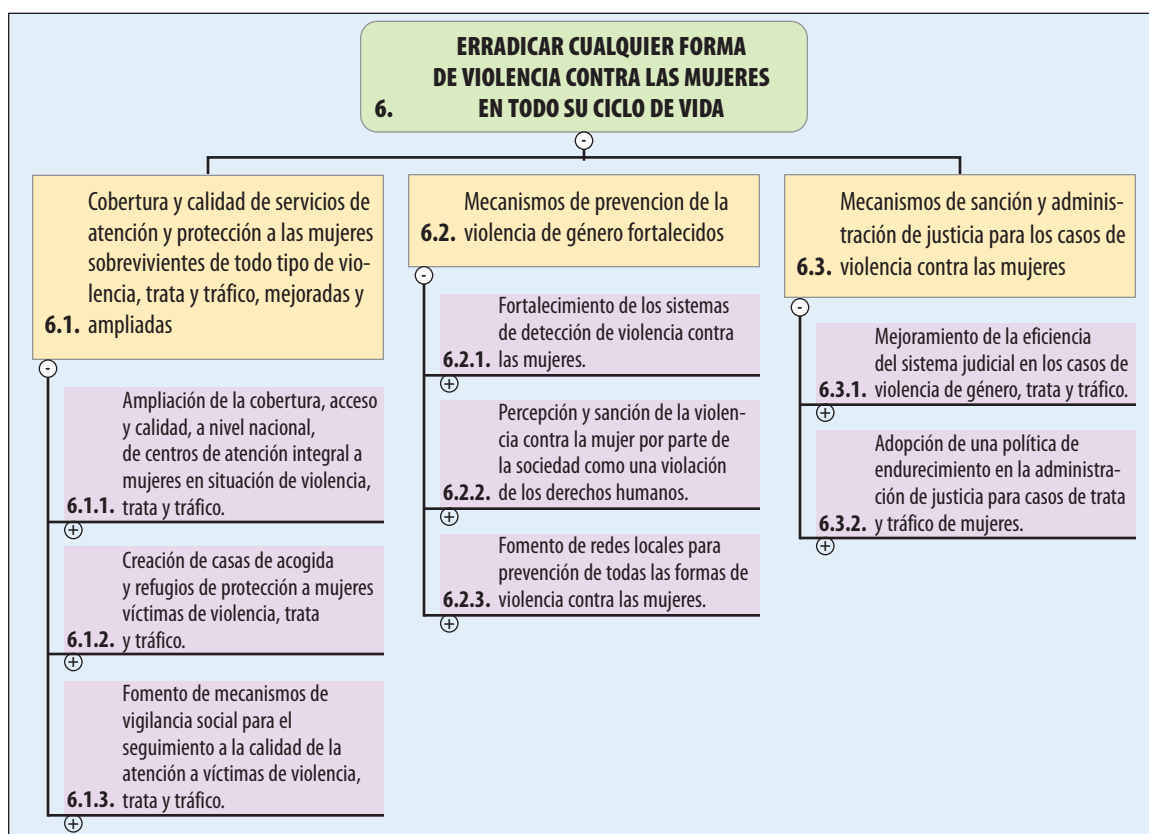 ERRADICAR CUALQUIER FORMA
DE VIOLENCIA CONTRA LAS MUJERES
6. EN TODO SU CICLO DE VIDA
Cobertura y calidad de servicios de
atención y protección a las mujeres
sobrevivientes de todo tipo de vio-
lencia, trata y tráfico, mejoradas y
6.1. ampliadas
Ampliación de la cobertura, acceso
y calidad, a nivel nacional,
de centros de atención integral a
mujeres en situación de violencia,
6.1.1. trata y tráfico.
Creación de casas de acogida
y refugios de protección a mujeres
víctimas de violencia, trata
6.1.2. y tráfico.
Fomento de mecanismos de
vigilancia social para el
seguimiento a la calidad de la
atención a víctimas de violencia,
6.1.3. trata y tráfico.
Mecanismos de prevencion de la
6.2. violencia de género fortalecidos
Fortalecimiento de los sistemas
de detección de violencia contra
6.2.1. las mujeres.
Percepción y sanción de la violen-
cia contra la mujer por parte de
la sociedad como una violación
6.2.2. de los derechos humanos.
Fomento de redes locales para
prevención de todas las formas de
6.2.3. violencia contra las mujeres.
Mecanismos de sanción y adminis-
tración de justicia para los casos de
6.3. violencia contra las mujeres
Mejoramiento de la eficiencia
del sistema judicial en los casos de
6.3.1. violencia de género, trata y tráfico.
Adopción de una política de
endurecimiento en la administra-
ción de justicia para casos de trata
6.3.2. y tráfico de mujeres.